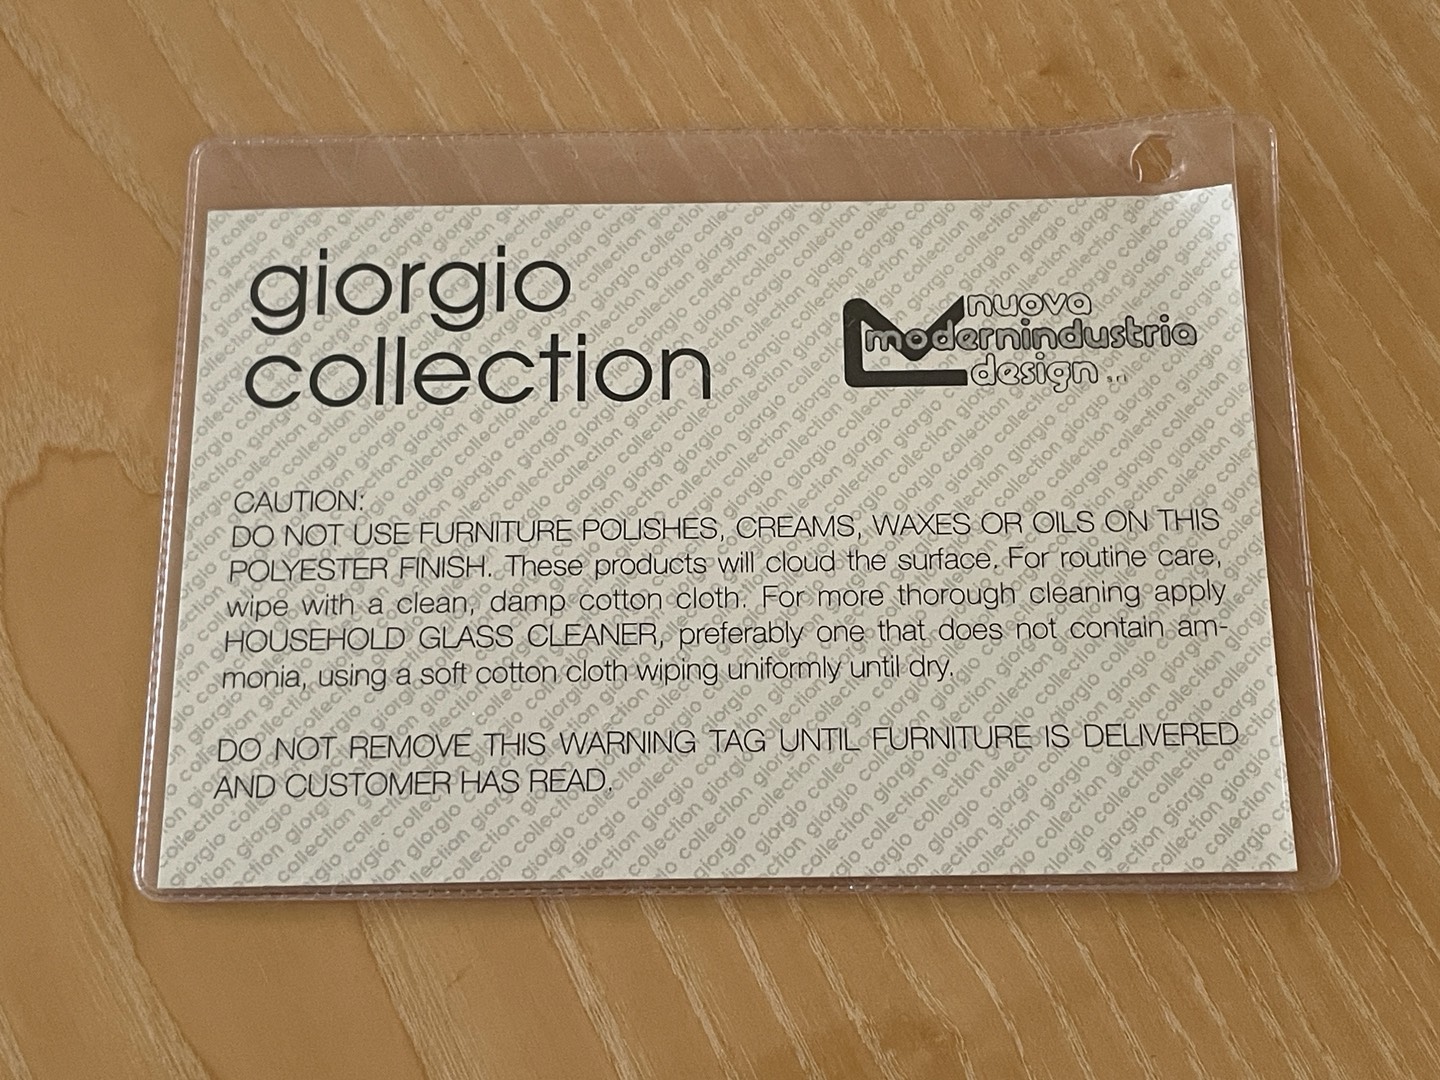 giorgio
collection
nuova
modernindustria
design s.r.l.
CAUTION:
DO NOT USE FURNITURE POLISHES, CREAMS, WAXES OR OILS ON THIS
POLYESTER FINISH. These products will cloud the surface. For routine care,
wipe with a clean, damp cotton cloth. For more thorough cleaning apply
HOUSEHOLD GLASS CLEANER, preferably one that does not contain am-
monia, using a soft cotton cloth wiping uniformly until dry.
DO NOT REMOVE THIS WARNING TAG UNTIL FURNITURE IS DELIVERED
AND CUSTOMER HAS READ.